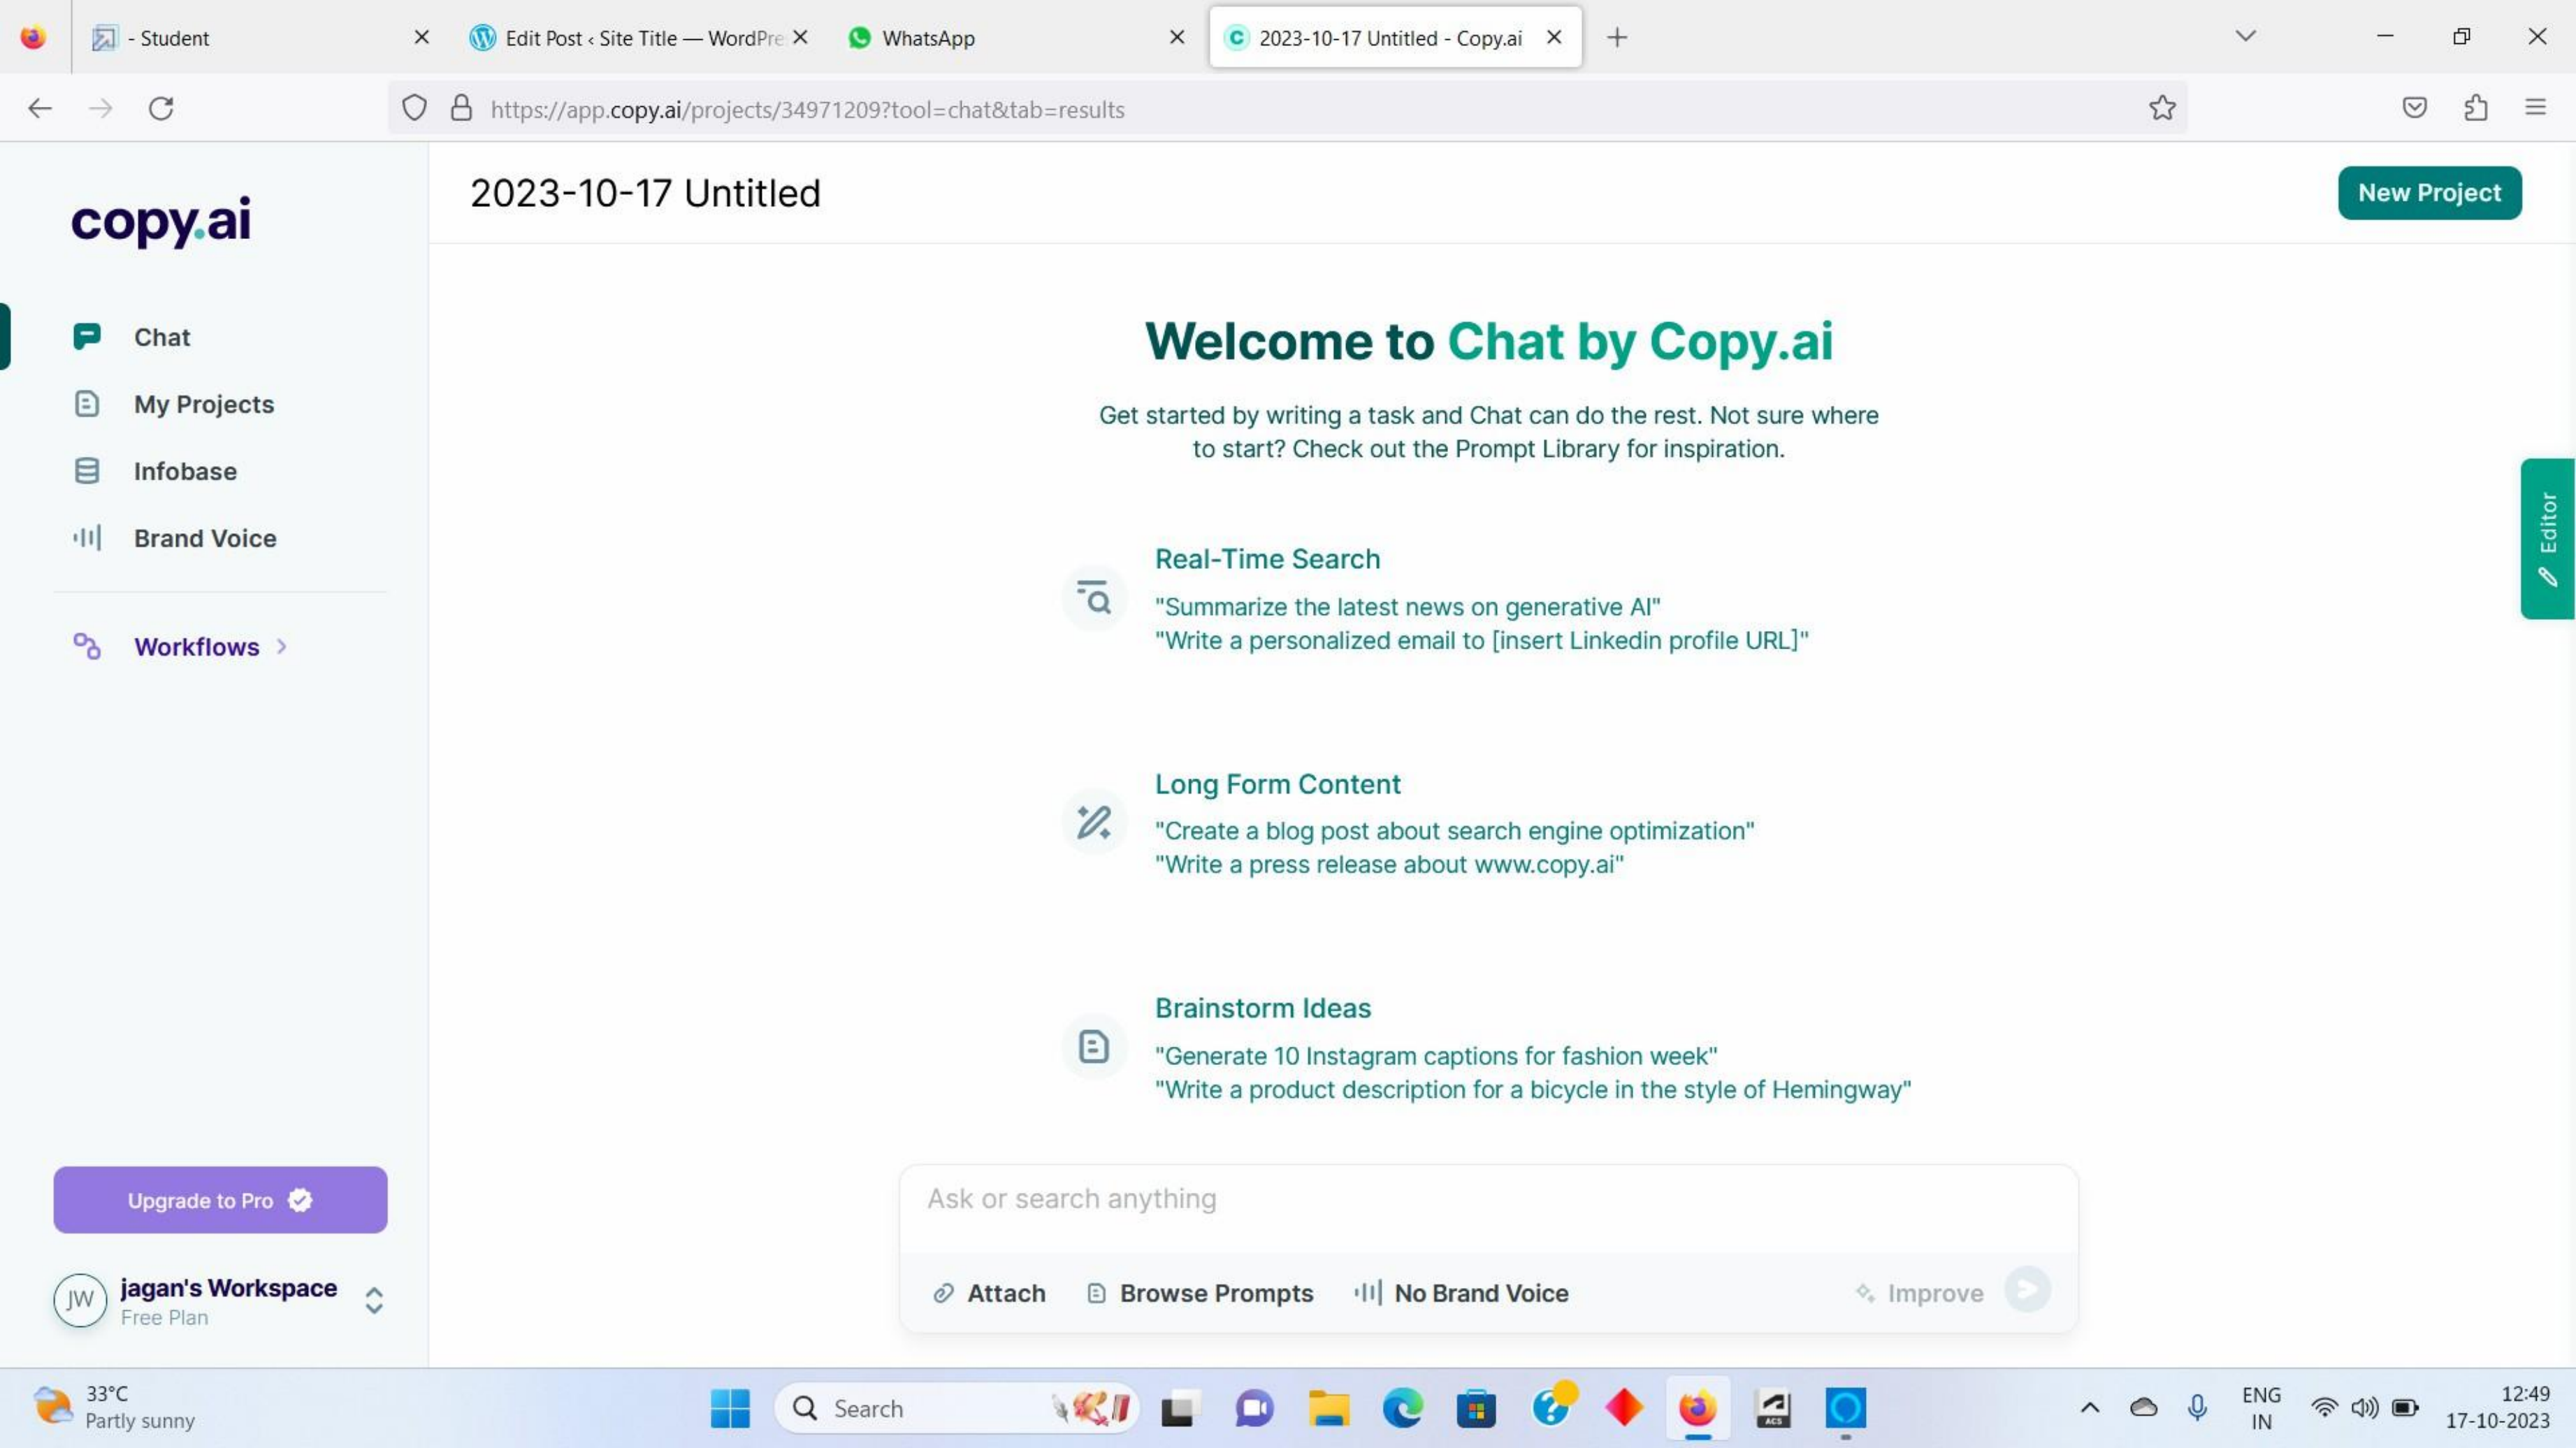 - Student
Edit Post ‹ Site Title — WordPre
WhatsApp
2023-10-17 Untitled - Copy.ai
https://app.copy.ai/projects/34971209?tool=chat&tab=results
copy.ai
Chat
My Projects
Infobase
Brand Voice
Workflows
Upgrade to Pro
JW
jagan's Workspace
Free Plan
2023-10-17 Untitled
New Project
Welcome to Chat by Copy.ai
Get started by writing a task and Chat can do the rest. Not sure where
to start? Check out the Prompt Library for inspiration.
Real-Time Search
"Summarize the latest news on generative AI"
"Write a personalized email to [insert Linkedin profile URL]"
Long Form Content
"Create a blog post about search engine optimization"
"Write a press release about www.copy.ai"
Brainstorm Ideas
"Generate 10 Instagram captions for fashion week"
"Write a product description for a bicycle in the style of Hemingway"
Editor
Ask or search anything
Attach
Browse Prompts
No Brand Voice
Improve
33°C
Partly sunny
Search
ACS
ENG
IN
12:49
17-10-2023